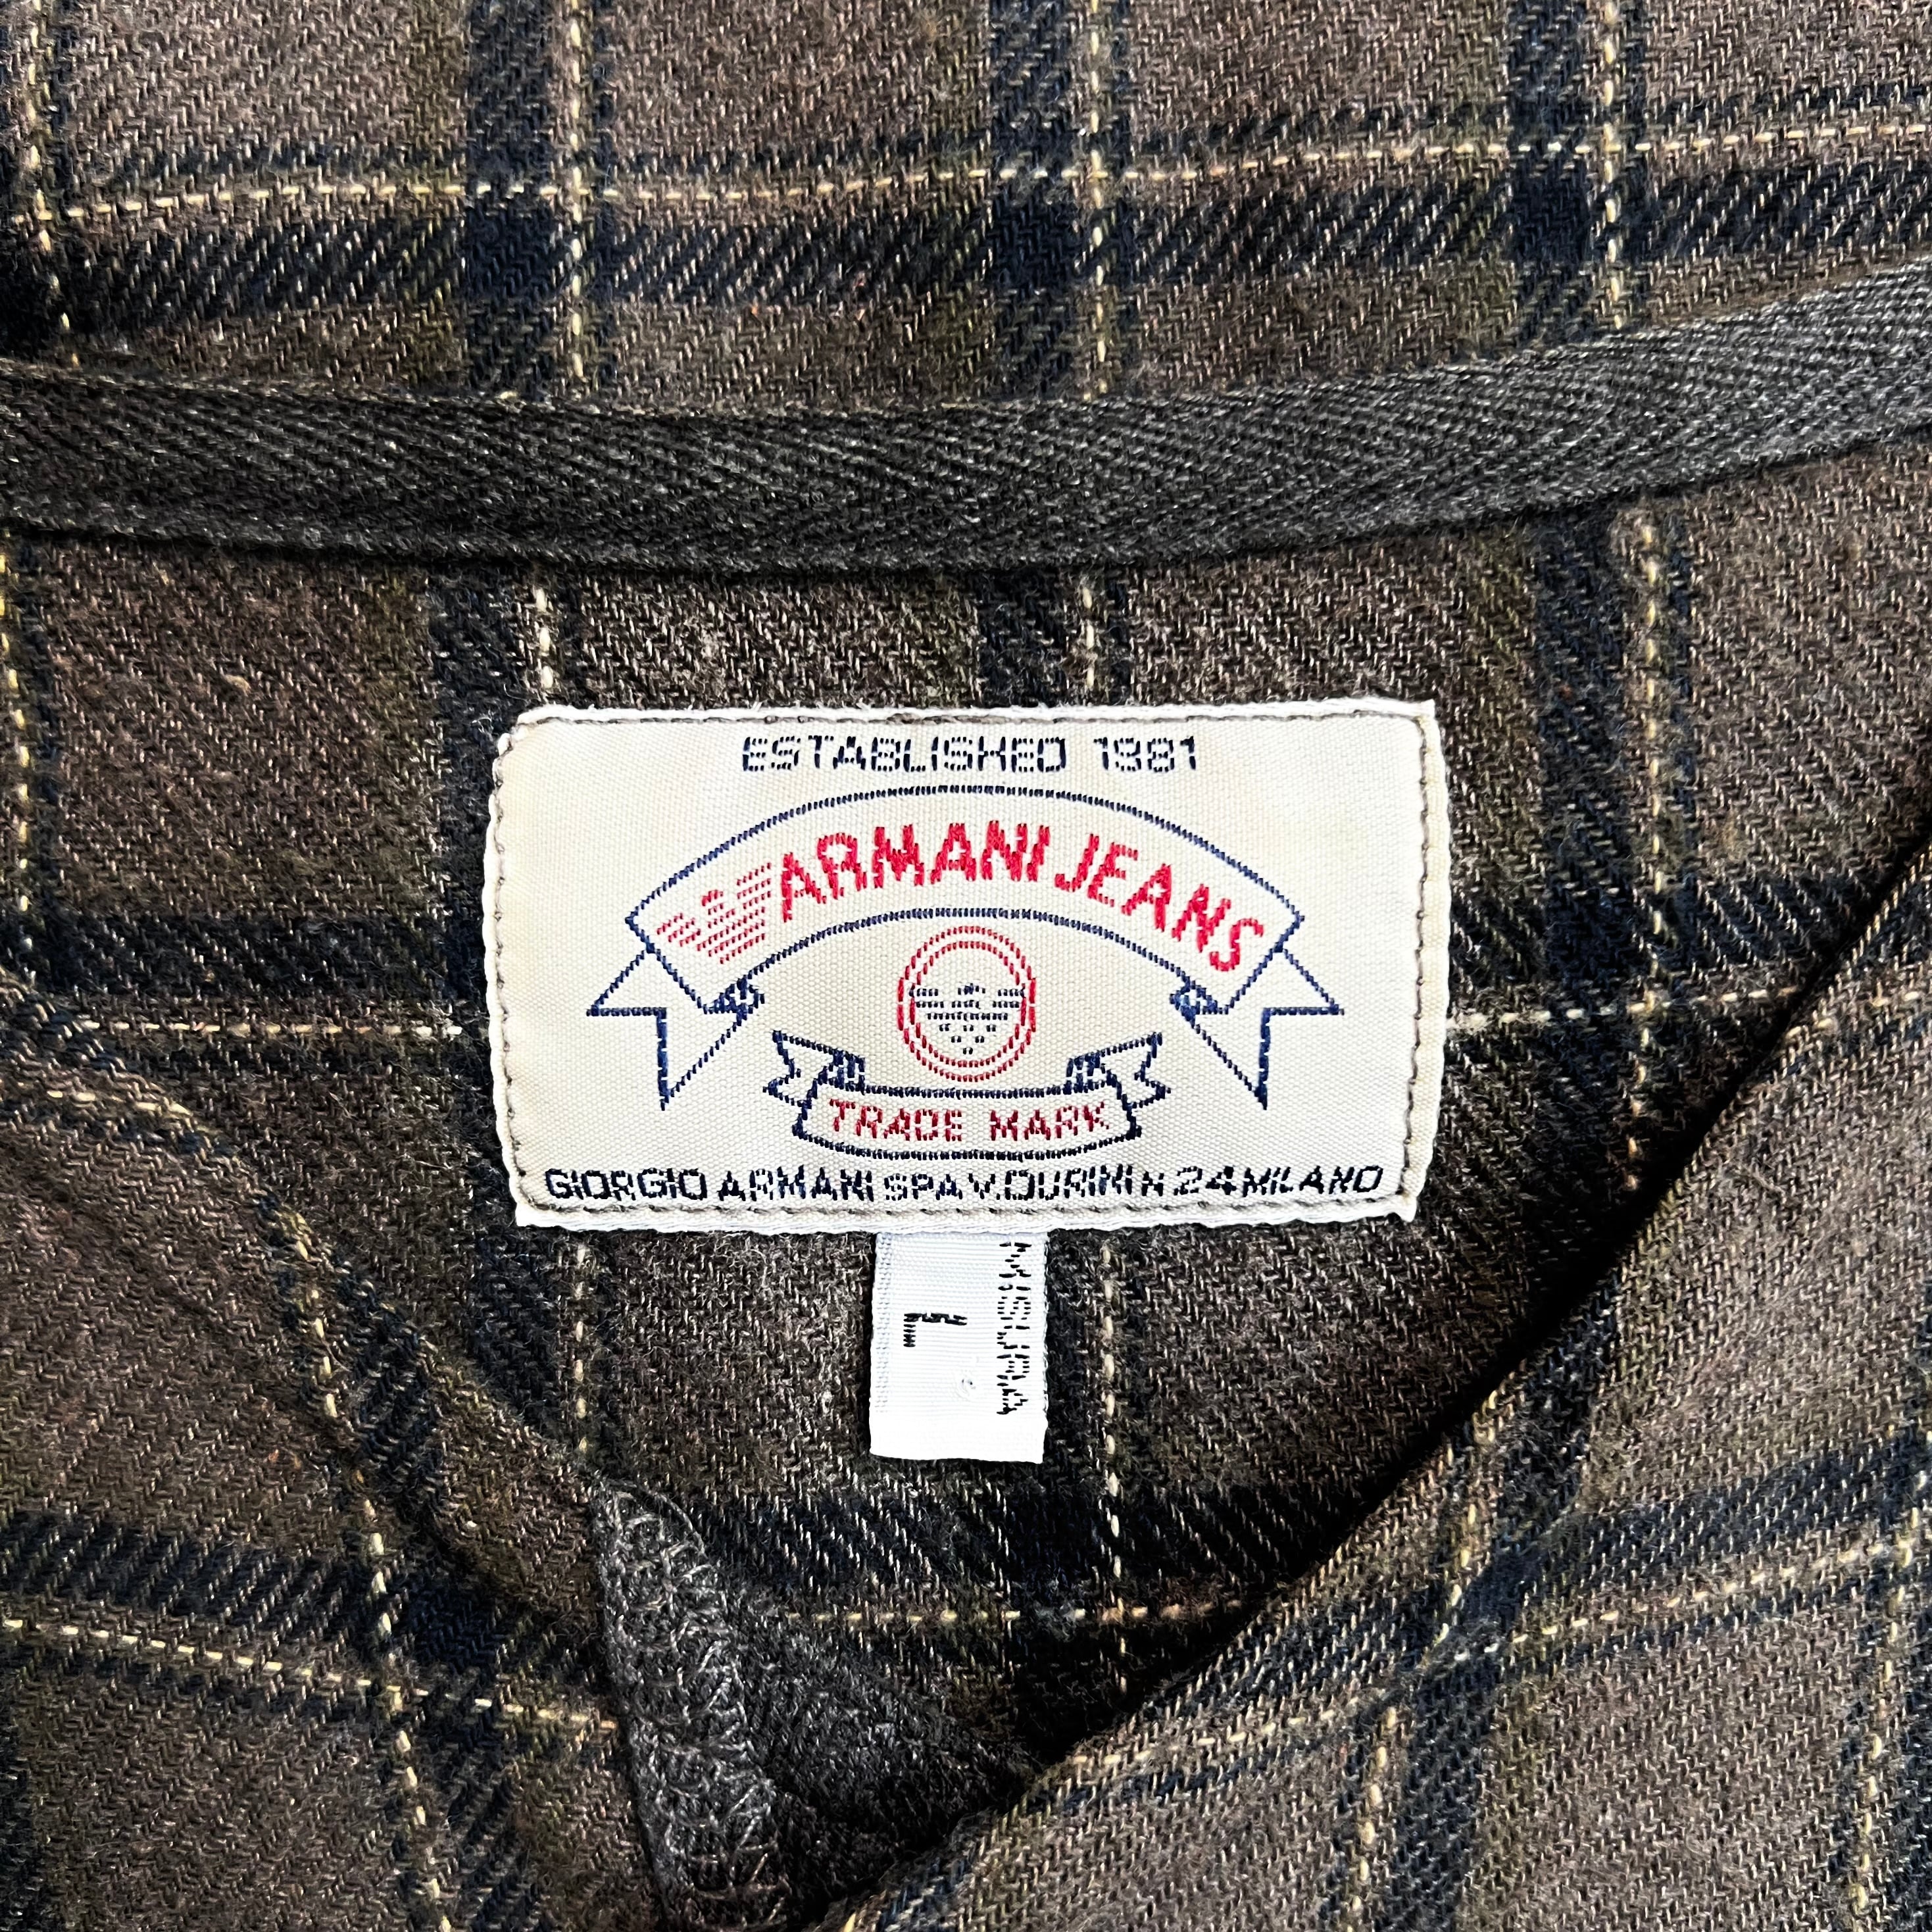 ESTABLISHED 1981
ARMANI JEANS
TRADE MARK
GIORGIO ARMANI SPA V. DURINI N 24 MILANO
MISURA
L